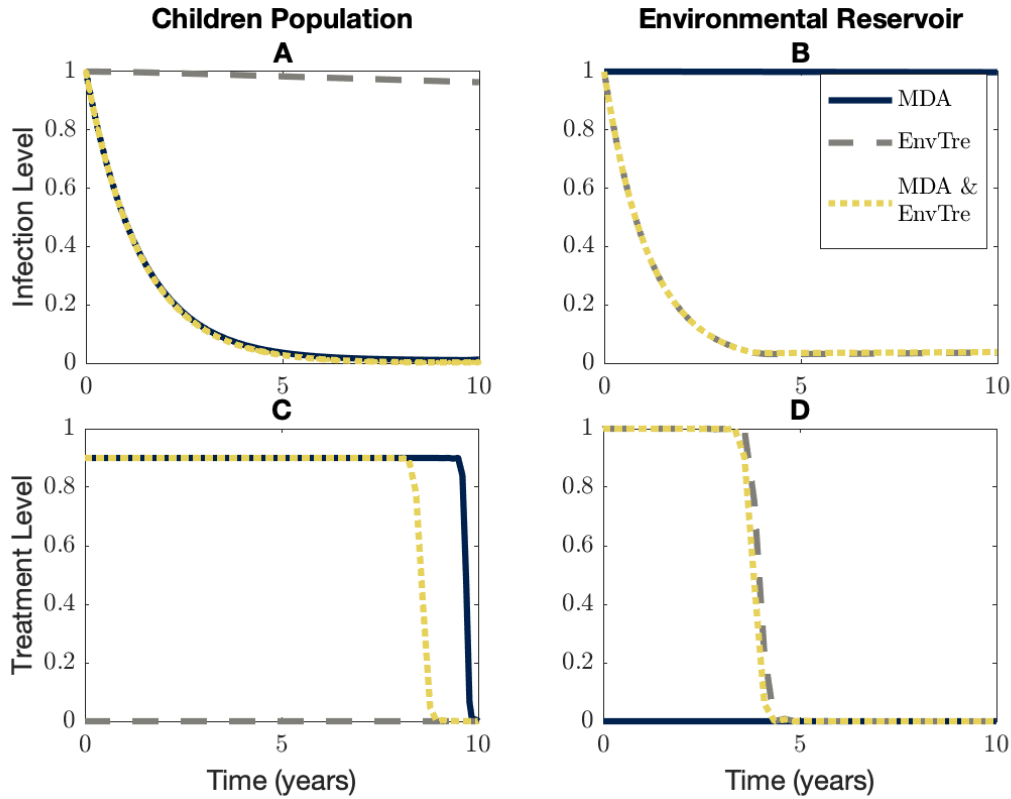 Children Population
Environmental Reservoir
A
B
1
0.8
0.6
0.4
0.2
0
0
5
10
Infection Level
1
0.8
0.6
0.4
0.2
0
0
5
10
MDA
EnvTre
MDA &
EnvTre
C
D
1
0.8
0.6
0.4
0.2
0
0
5
10
Treatment Level
Time (years)
1
0.8
0.6
0.4
0.2
0
0
5
10
Time (years)